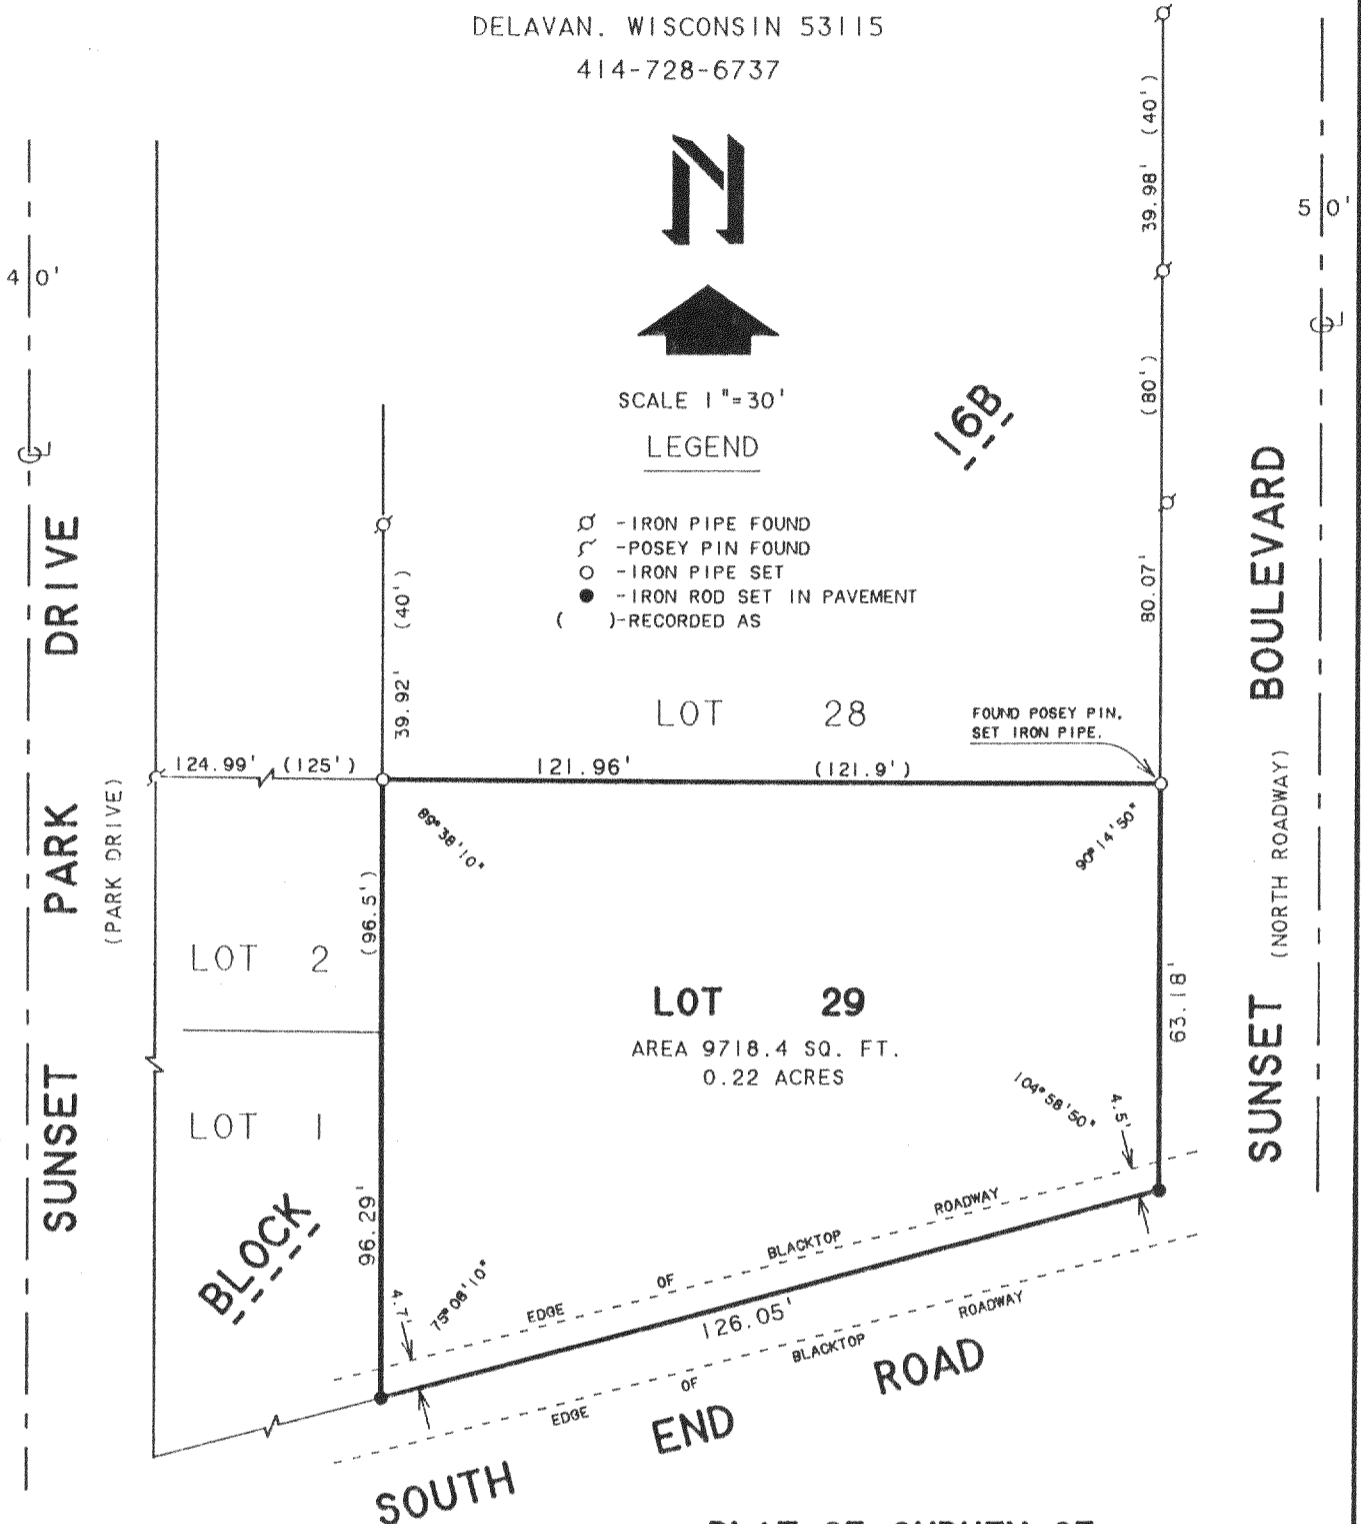 DELAVAN. WISCONSIN 53115
414-728-6737
N
39.98' (40')
50'
40'
SCALE 1"=30'
LEGEND
16B
(80')
80.07'
-IRON PIPE FOUND
-POSEY PIN FOUND
-IRON PIPE SET
-IRON ROD SET IN PAVEMENT
( )-RECORDED AS
39.92' (40')
LOT 28
FOUND POSEY PIN.
SET IRON PIPE.
124.99' (125')
121.96' (121.9')
89°38'10"
90°14'50"
SUNSET PARK DRIVE
(PARK DRIVE)
SUNSET BOULEVARD
(NORTH ROADWAY)
(96.5')
96.29'
LOT 2
LOT 29
AREA 9718.4 SQ. FT.
0.22 ACRES
63.18'
LOT 1
104°58'50"
4.5'
BLOCK
75°08'10"
4.7'
EDGE OF BLACKTOP ROADWAY
126.05'
EDGE OF BLACKTOP ROADWAY
SOUTH END ROAD